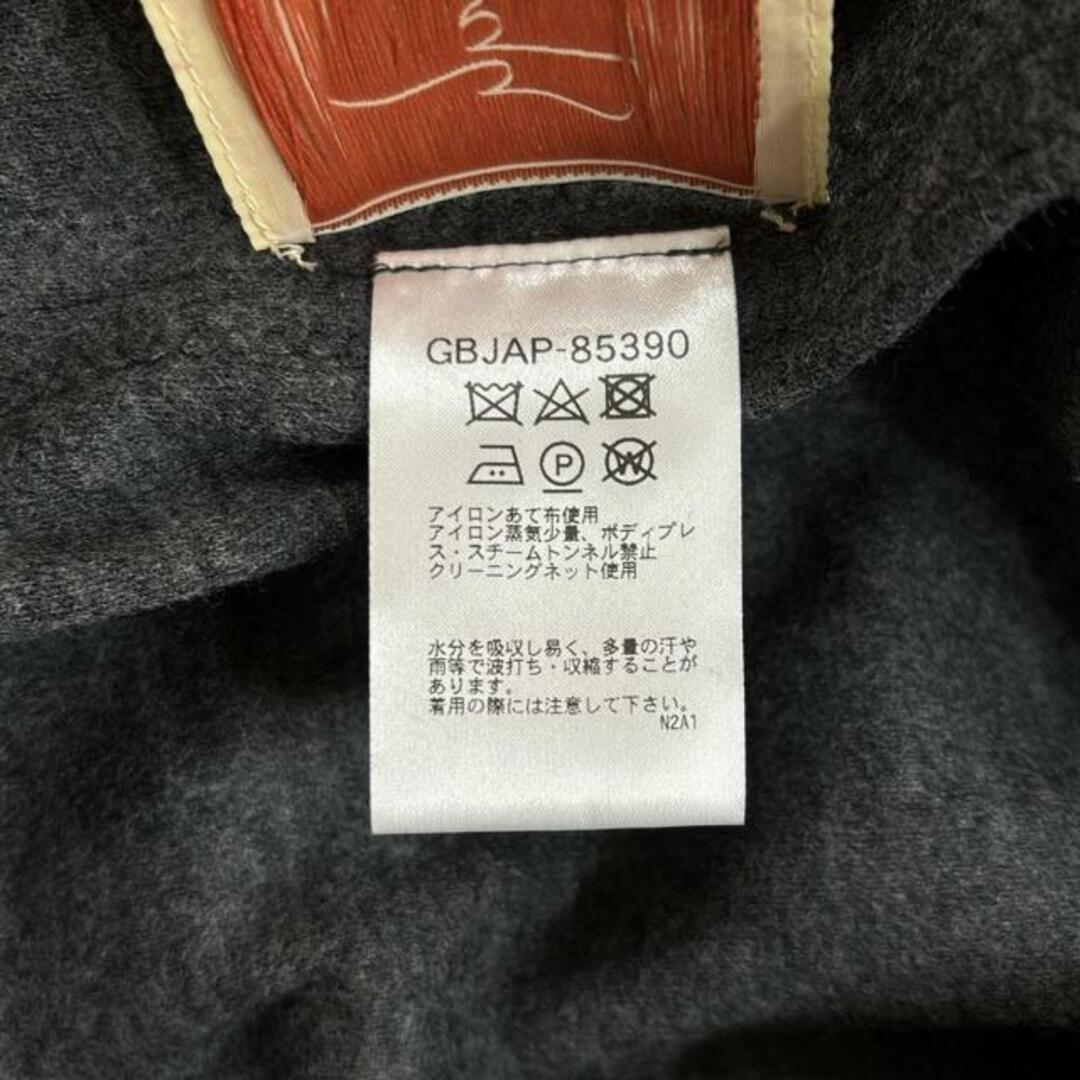 GBJAP-85390
P
W
アイロンあて布使用
アイロン蒸気少量、ボディプレ
ス・スチームトンネル禁止
クリーニングネット使用
水分を吸収し易く、多量の汗や
雨等で波打ち・収縮することが
あります。
着用の際には注意して下さい。
N2A1